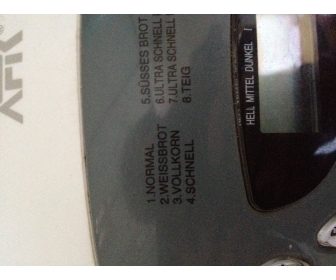 AFK
1.NORMAL
2.WEISSBROT
3.VOLLKORN
4.SCHNELL
5.SÜSSES BROT
6.ULTRA SCHNELL
7.ULTRA SCHNELL
8.TEIG
HELL MITTEL DUNKEL